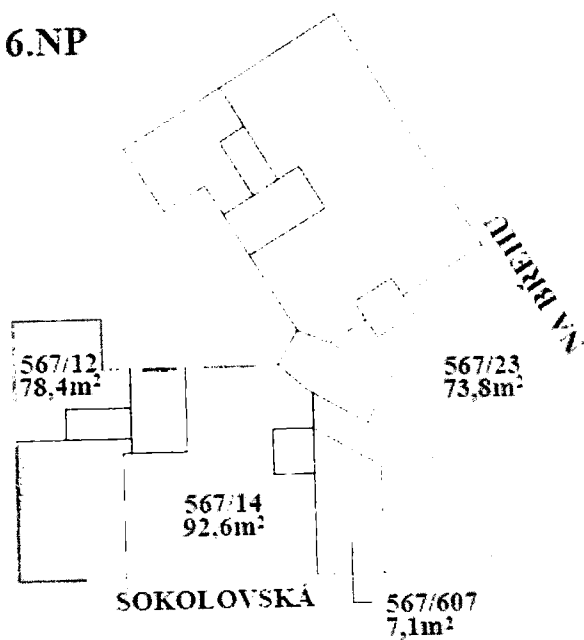 6.NP
NA BŘEHU
567/12
78,4m²
567/23
73,8m²
567/14
92,6m²
SOKOLOVSKÁ
567/607
7,1m²